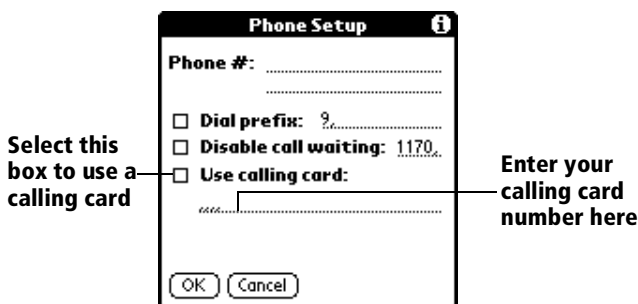 Phone Setup i
Phone #:
Dial prefix: 9,
Disable call waiting: 1170,
Use calling card:
,,,,
OK Cancel
Select this
box to use a
calling card
Enter your
calling card
number here